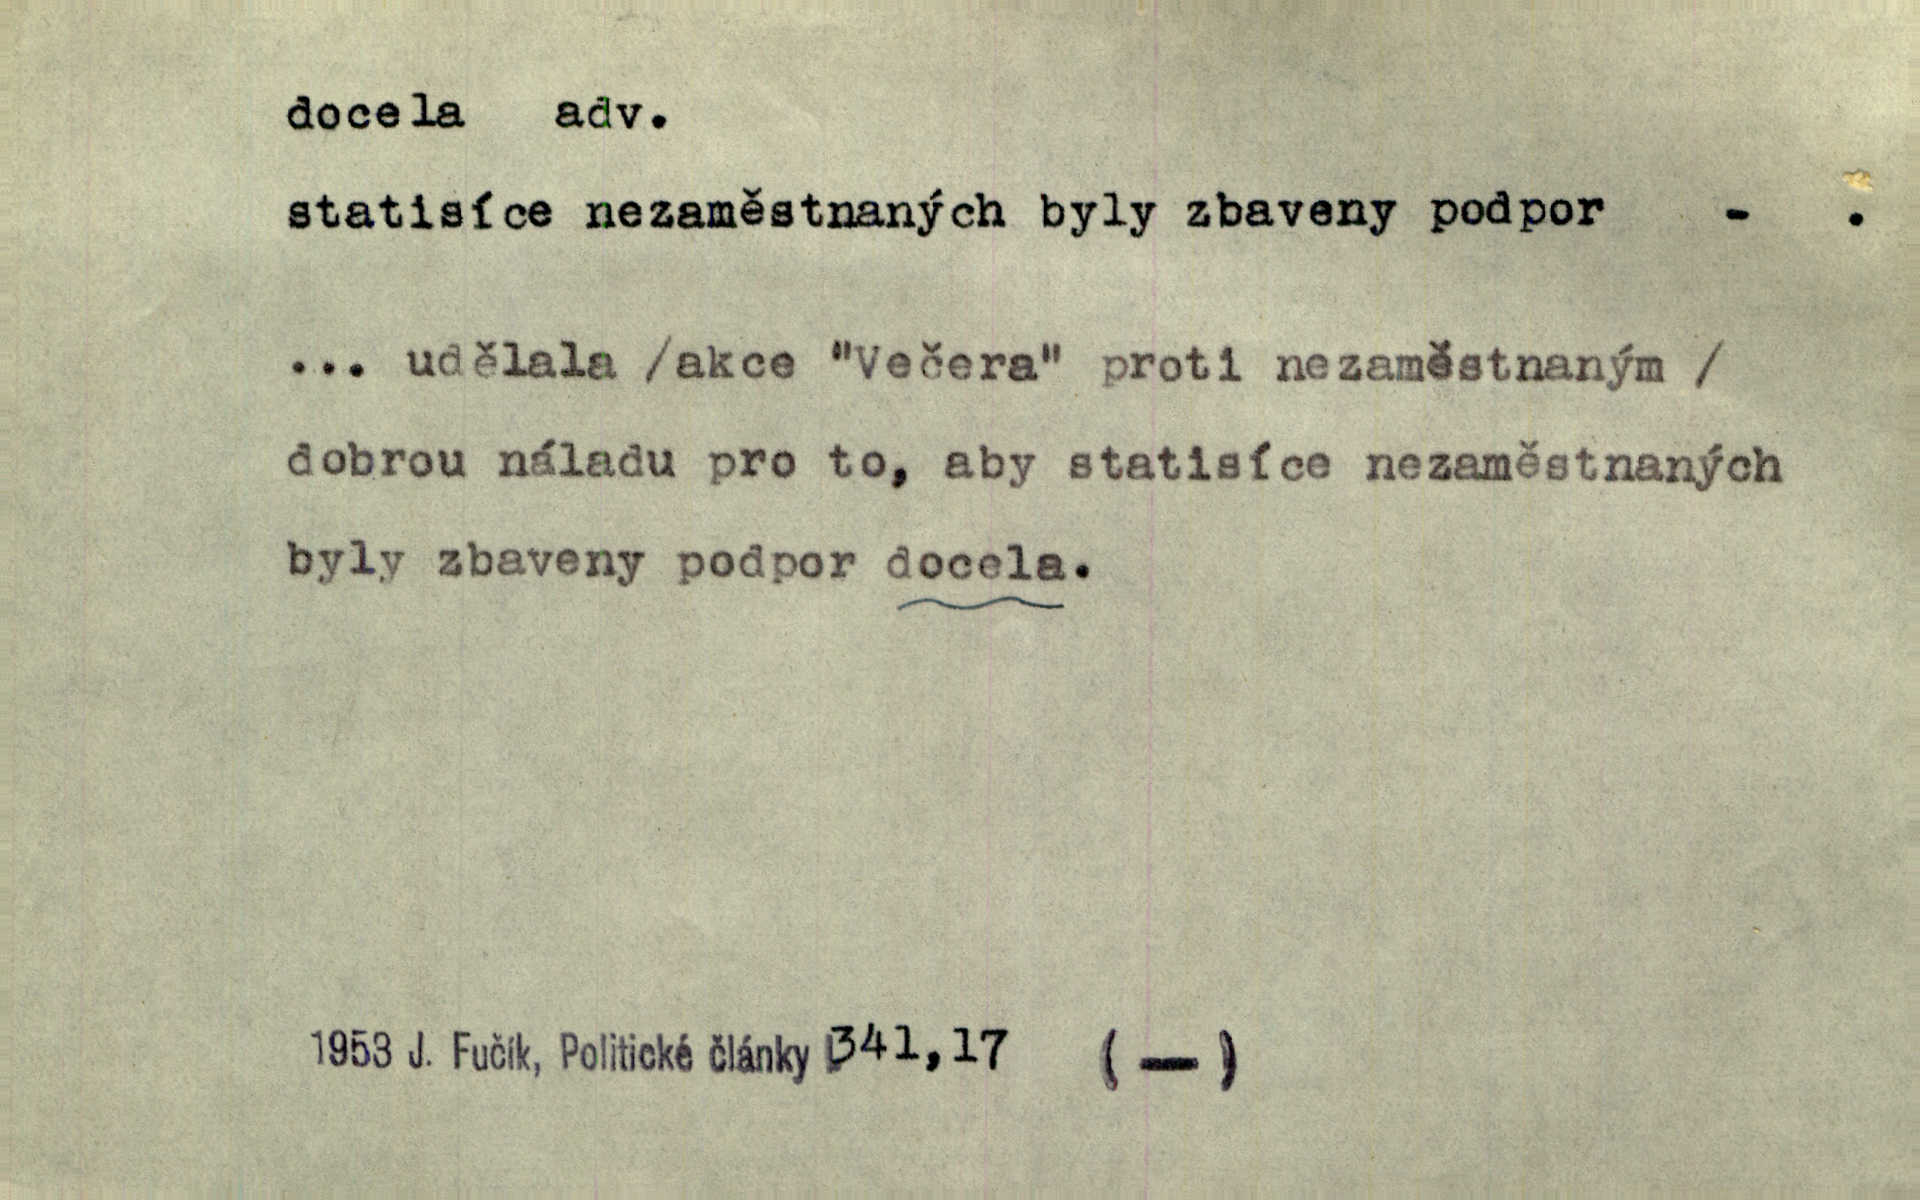 docela adv.
statisíce nezaměstnaných byly zbaveny podpor - .
... udělala /akce "Večera" proti nezaměstnaným /
dobrou náladu pro to, aby statisíce nezaměstnaných
byly zbaveny podpor docela.
1953 J. Fučík, Politické články 341,17 (—)